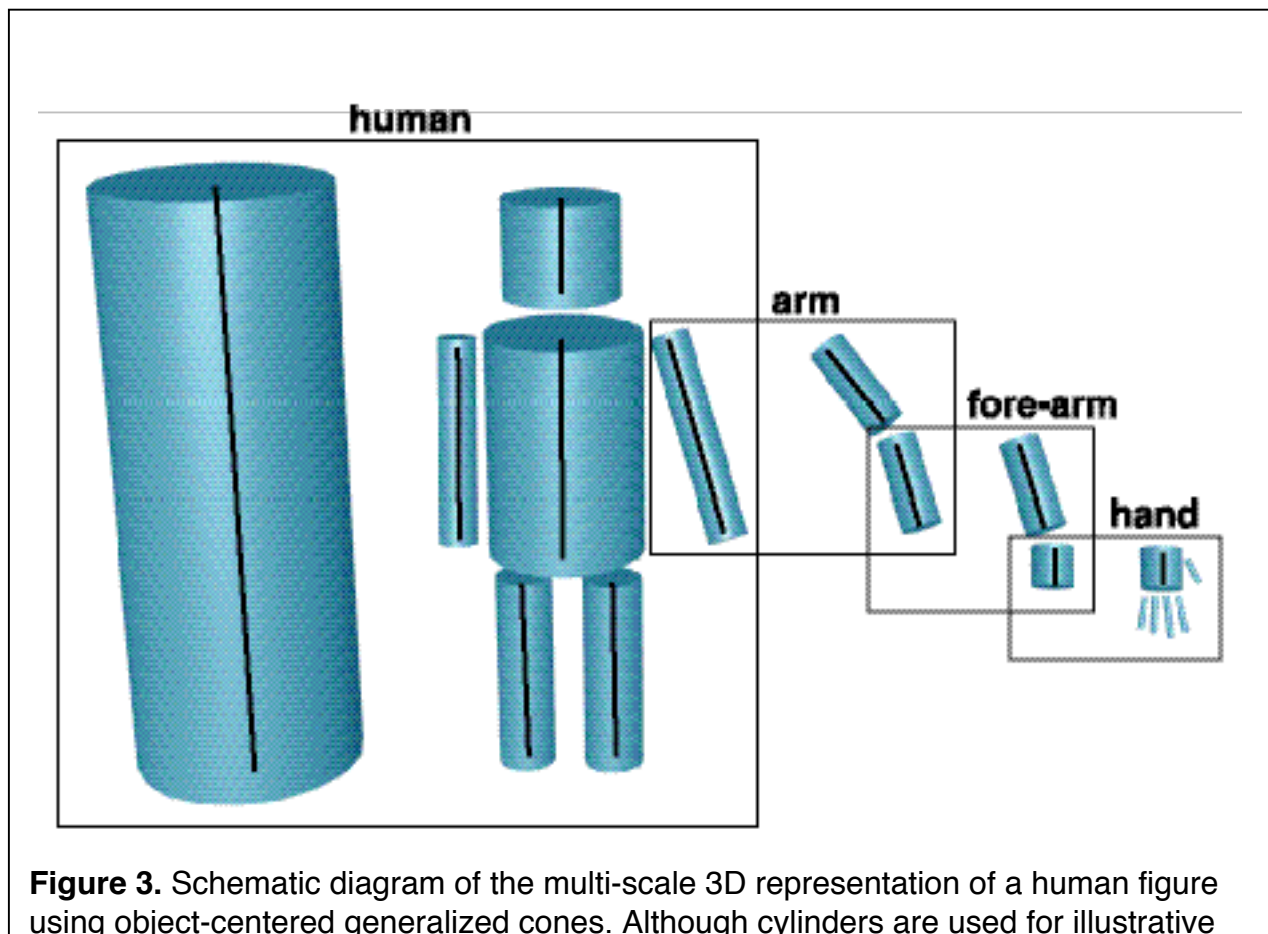 human
arm
fore-arm
hand
Figure 3. Schematic diagram of the multi-scale 3D representation of a human figure
using object-centered generalized cones. Although cylinders are used for illustrative